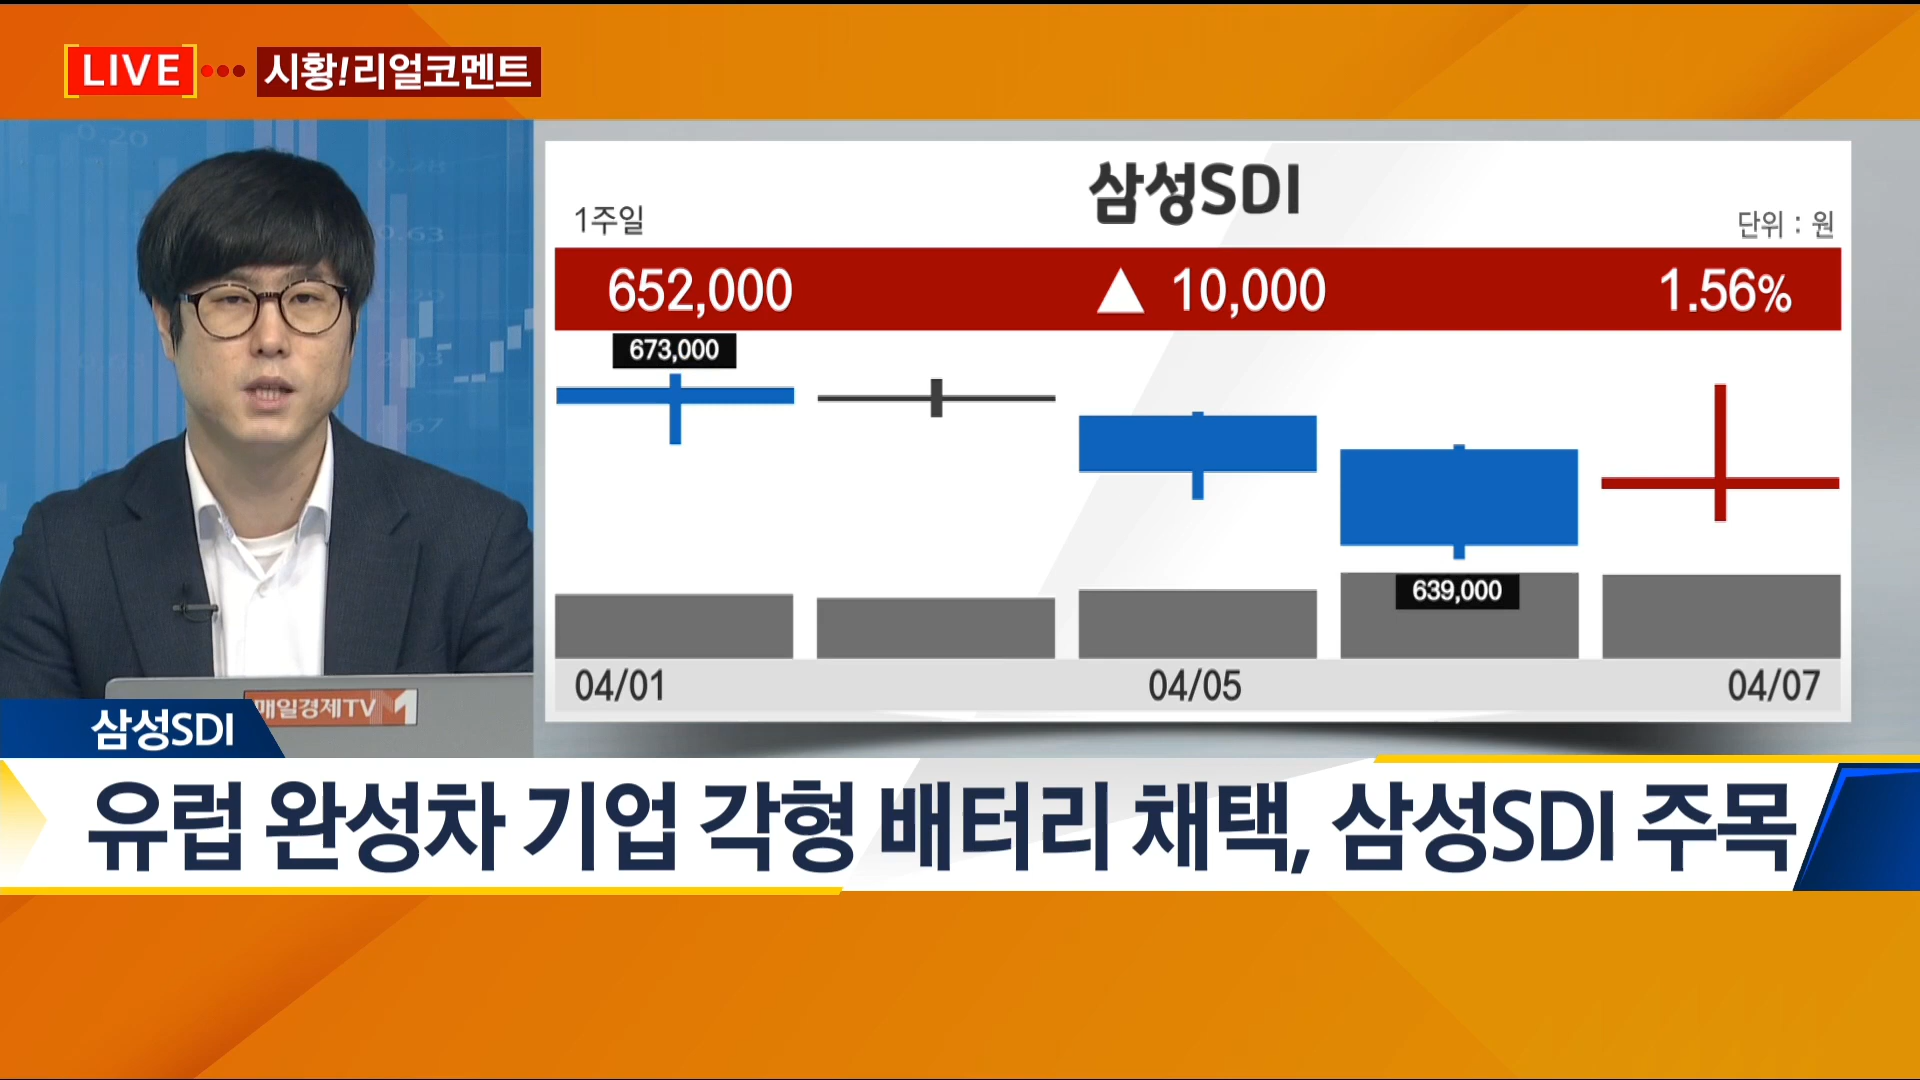 LIVE
시황!리얼코멘트
삼성SDI
1주일
단위 : 원
652,000
▲ 10,000
1.56%
673,000
639,000
04/01
04/05
04/07
매일경제TV
삼성SDI
유럽 완성차 기업 각형 배터리 채택, 삼성SDI 주목